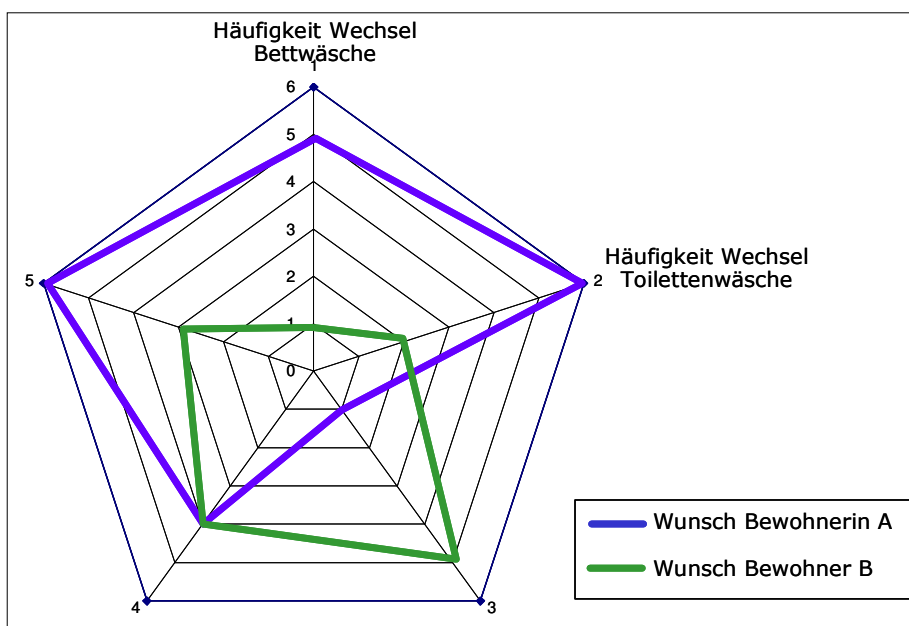 Häufigkeit Wechsel
Bettwäsche
1
6
5
4
3
2
1
0
Häufigkeit Wechsel
Toilettenwäsche
2
5
4
3
Wunsch Bewohnerin A
Wunsch Bewohner B